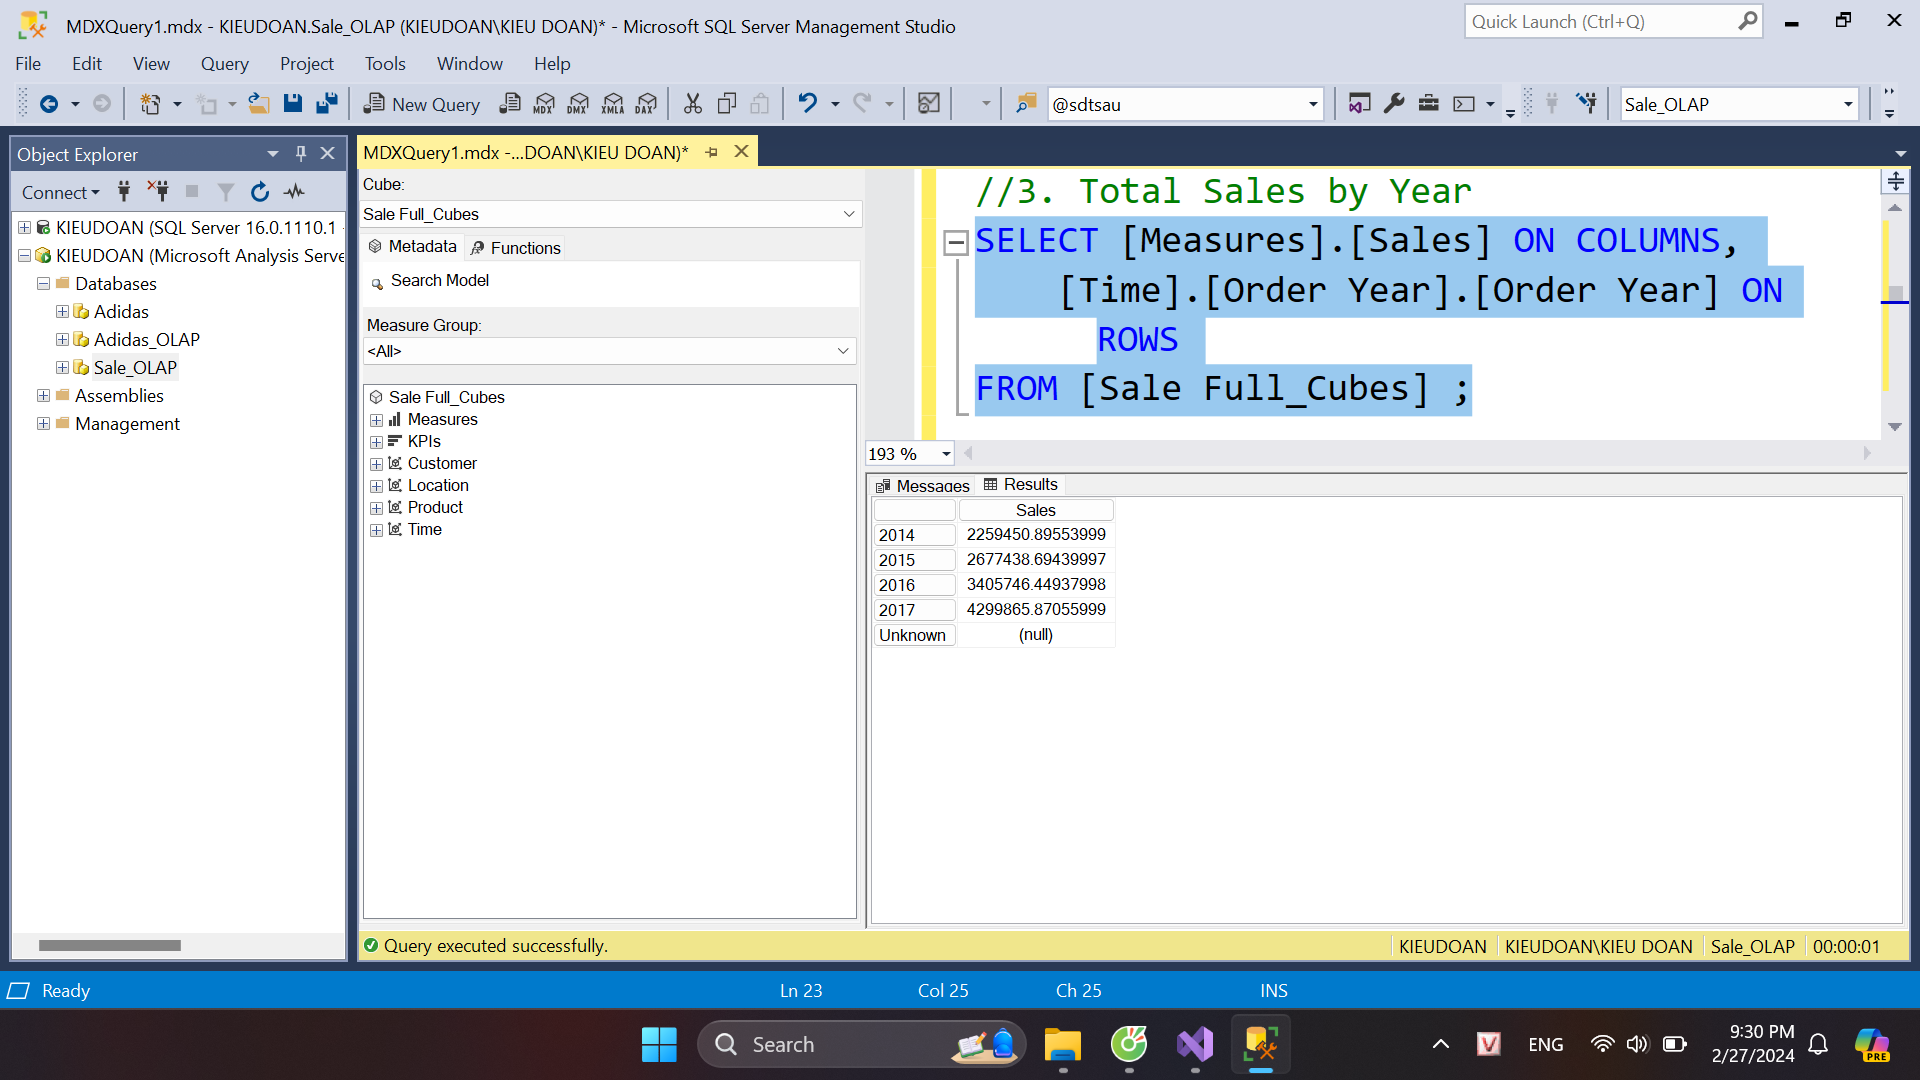 MDXQuery1.mdx - KIEUDOAN.Sale_OLAP (KIEUDOAN\KIEU DOAN)* - Microsoft SQL Server Management Studio
Quick Launch (Ctrl+Q)
File Edit View Query Project Tools Window Help
New Query MDX DMX XMLA DAX @sdtsau Sale_OLAP
Object Explorer
Connect
KIEUDOAN (SQL Server 16.0.1110.1 -
KIEUDOAN (Microsoft Analysis Serve
Databases
Adidas
Adidas_OLAP
Sale_OLAP
Assemblies
Management
MDXQuery1.mdx -...DOAN\KIEU DOAN)*
Cube:
Sale Full_Cubes
Metadata Functions
Search Model
Measure Group:
<All>
Sale Full_Cubes
Measures
KPIs
Customer
Location
Product
Time
//3. Total Sales by Year
SELECT [Measures].[Sales] ON COLUMNS,
[Time].[Order Year].[Order Year] ON
ROWS
FROM [Sale Full_Cubes] ;
193 %
Messages Results
Sales
2014 2259450.89553999
2015 2677438.69439997
2016 3405746.44937998
2017 4299865.87055999
Unknown (null)
Query executed successfully. KIEUDOAN KIEUDOAN\KIEU DOAN Sale_OLAP 00:00:01
Ready Ln 23 Col 25 Ch 25 INS
Search
V ENG 9:30 PM
2/27/2024
PRE